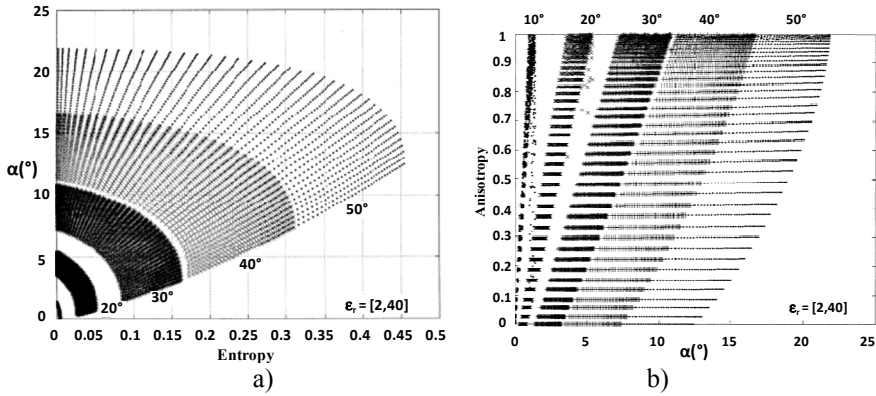 25
20
15
α(°)
10
5
0
50°
40°
30°
20°
εr = [2,40]
0 0.05 0.1 0.15 0.2 0.25 0.3 0.35 0.4 0.45 0.5
Entropy
a)
10° 20° 30° 40° 50°
1
0.9
0.8
0.7
0.6
0.5
0.4
0.3
0.2
0.1
0
Anisotropy
εr = [2,40]
0 5 10 15 20 25
α(°)
b)